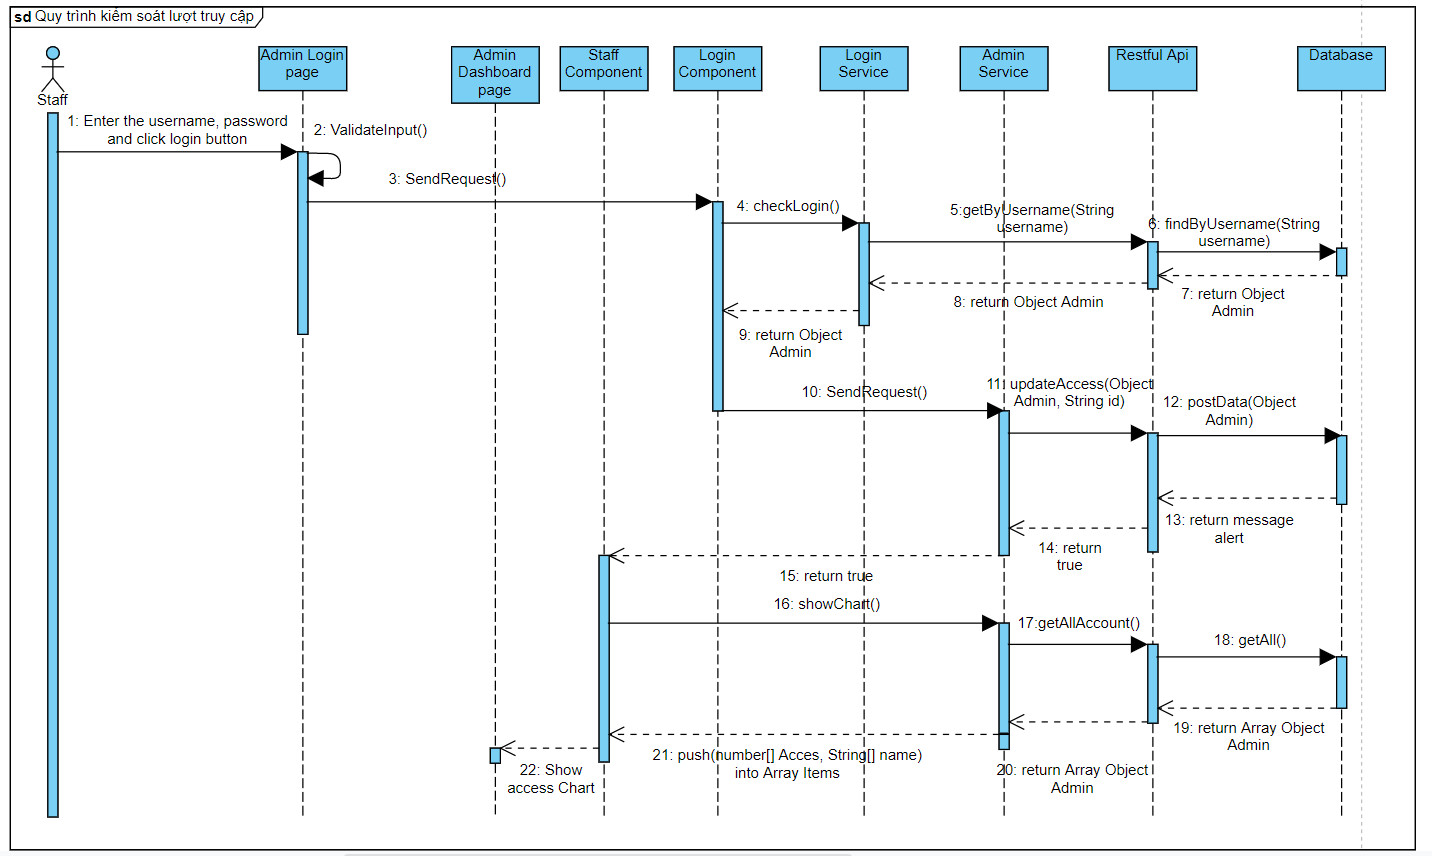 sd Quy trình kiểm soát lượt truy cập
Staff
Admin Login
page
Admin
Dashboard
page
Staff
Component
Login
Component
Login
Service
Admin
Service
Restful Api
Database
1: Enter the username, password
and click login button
2: ValidateInput()
3: SendRequest()
4: checkLogin()
5:getByUsername(String
username)
6: findByUsername(String
username)
7: return Object
Admin
8: return Object Admin
9: return Object
Admin
10: SendRequest()
11: updateAccess(Object
Admin, String id)
12: postData(Object
Admin)
13: return message
alert
14: return
true
15: return true
16: showChart()
17:getAllAccount()
18: getAll()
19: return Array Object
Admin
20: return Array Object
Admin
21: push(number[] Acces, String[] name)
into Array Items
22: Show
access Chart